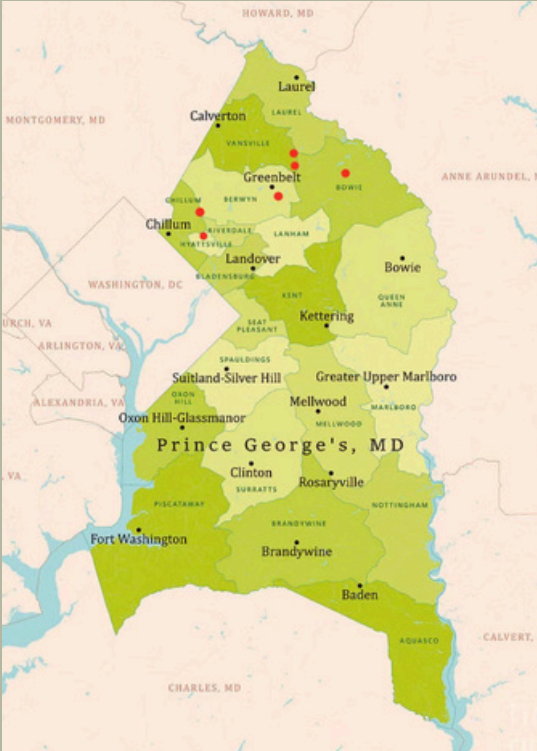 HOWARD, MD
Laurel
LAUREL
Calverton
MONTGOMERY, MD
VANSVILLE
Greenbelt
ANNE ARUNDEL,
BOWIE
CHILLUM
BERWYN
Chillum
RIVERDALE
LANHAM
HYATTSVILLE
Landover
Bowie
BLADENSBURG
WASHINGTON, DC
KENT
QUEEN
ANNE
Kettering
URCH, VA
SEAT
PLEASANT
ARLINGTON, VA
SPAULDINGS
Suitland-Silver Hill
Greater Upper Marlboro
OXON
HILL
ALEXANDRIA, VA
Mellwood
MARLBORO
Oxon Hill-Glassmanor
MELLWOOD
Prince George's, MD
Clinton
, VA
Rosaryville
SURRATTS
PISCATAWAY
NOTTINGHAM
BRANDYWINE
Fort Washington
Brandywine
Baden
AQUASCO
CALVERT,
CHARLES, MD